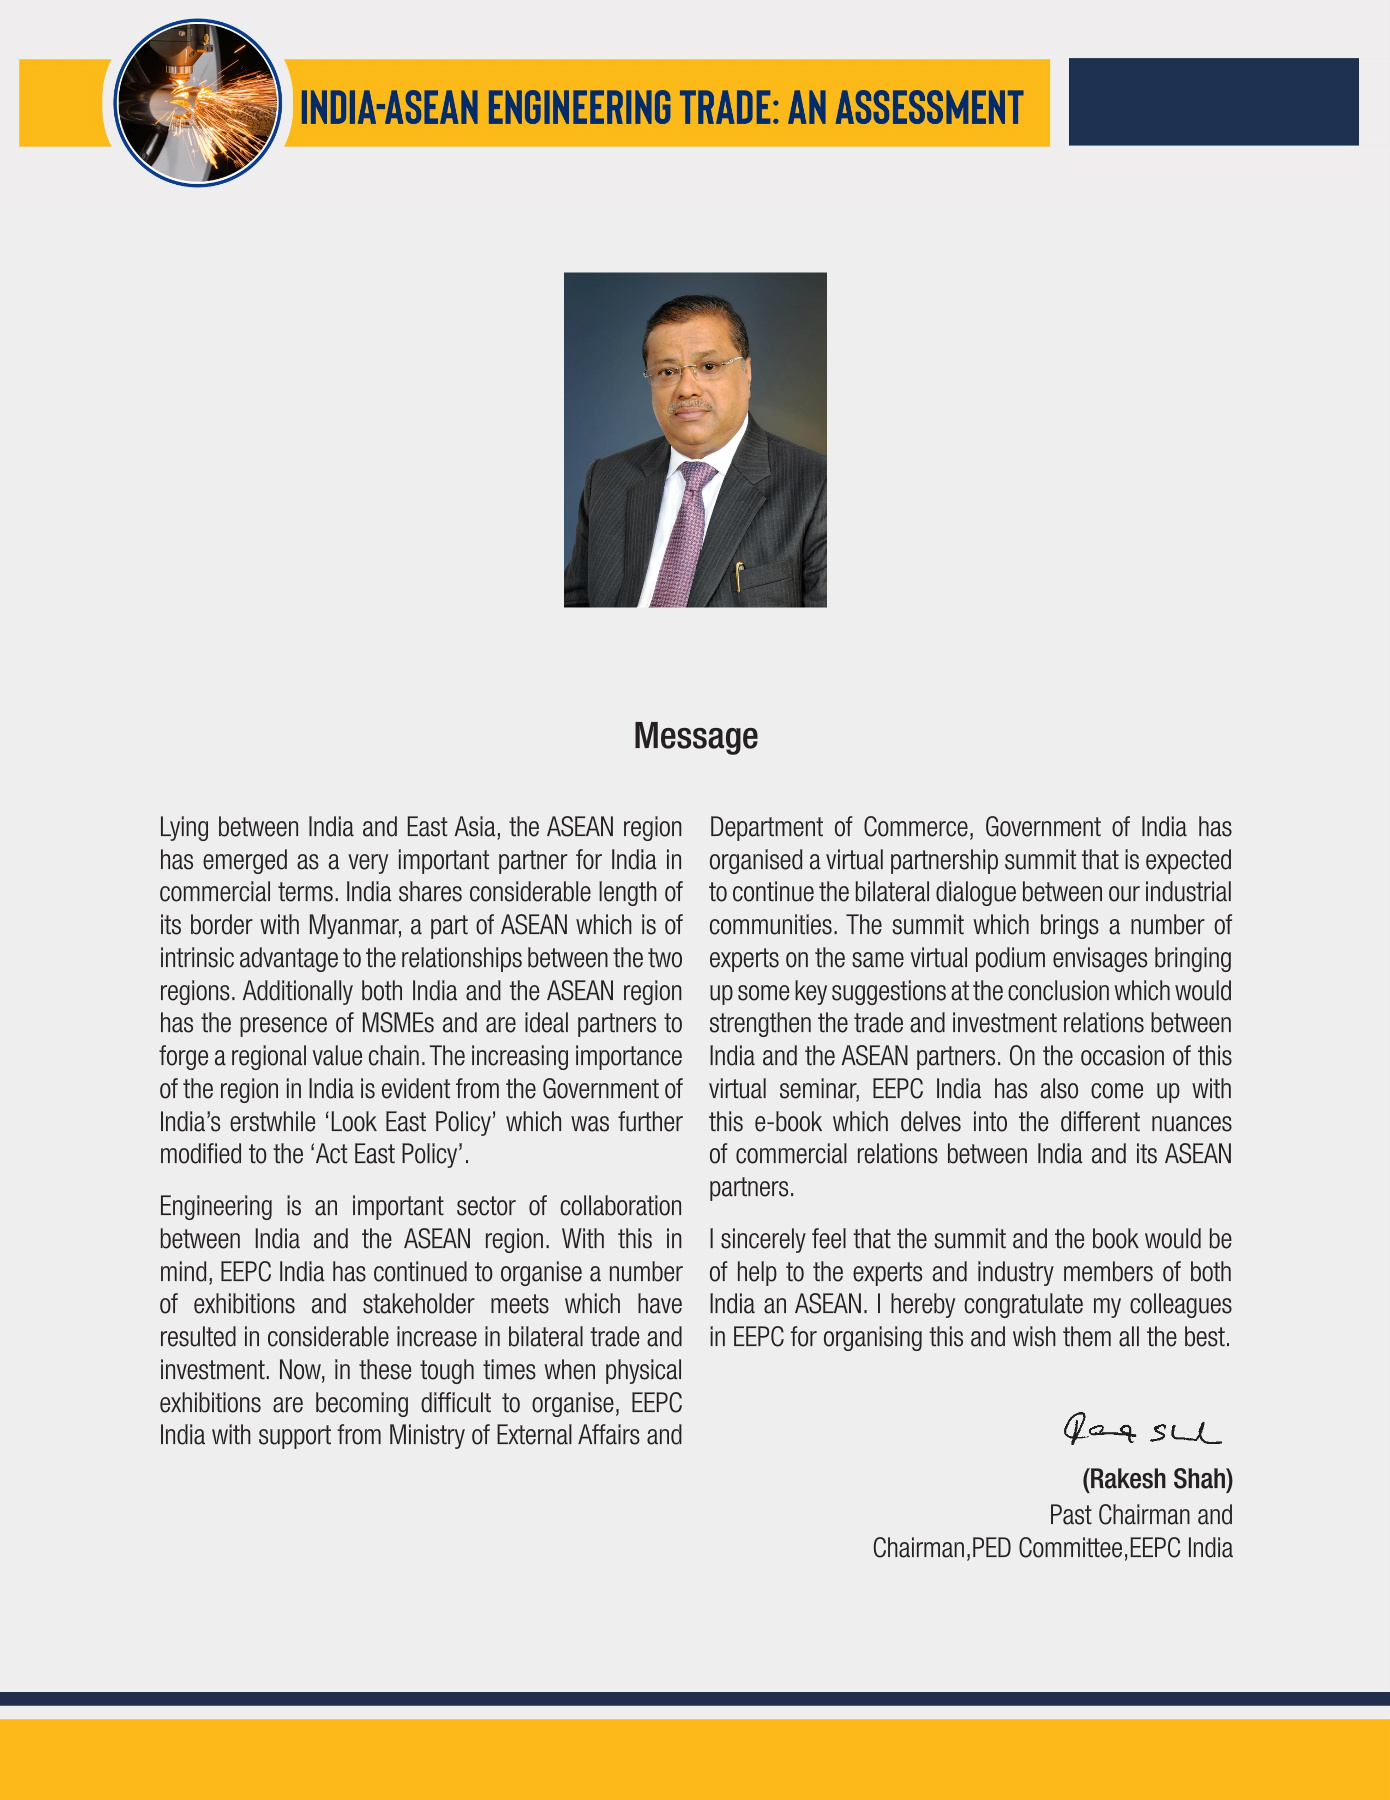 INDIA-ASEAN ENGINEERING TRADE: AN ASSESSMENT
Message
Lying between India and East Asia, the ASEAN region
has emerged as a very important partner for India in
commercial terms. India shares considerable length of
its border with Myanmar, a part of ASEAN which is of
intrinsic advantage to the relationships between the two
regions. Additionally both India and the ASEAN region
has the presence of MSMEs and are ideal partners to
forge a regional value chain. The increasing importance
of the region in India is evident from the Government of
India’s erstwhile ‘Look East Policy’ which was further
modified to the ‘Act East Policy’.
Engineering is an important sector of collaboration
between India and the ASEAN region. With this in
mind, EEPC India has continued to organise a number
of exhibitions and stakeholder meets which have
resulted in considerable increase in bilateral trade and
investment. Now, in these tough times when physical
exhibitions are becoming difficult to organise, EEPC
India with support from Ministry of External Affairs and
Department of Commerce, Government of India has
organised a virtual partnership summit that is expected
to continue the bilateral dialogue between our industrial
communities. The summit which brings a number of
experts on the same virtual podium envisages bringing
up some key suggestions at the conclusion which would
strengthen the trade and investment relations between
India and the ASEAN partners. On the occasion of this
virtual seminar, EEPC India has also come up with
this e-book which delves into the different nuances
of commercial relations between India and its ASEAN
partners.
I sincerely feel that the summit and the book would be
of help to the experts and industry members of both
India an ASEAN. I hereby congratulate my colleagues
in EEPC for organising this and wish them all the best.
(Rakesh Shah)
Past Chairman and
Chairman,PED Committee,EEPC India